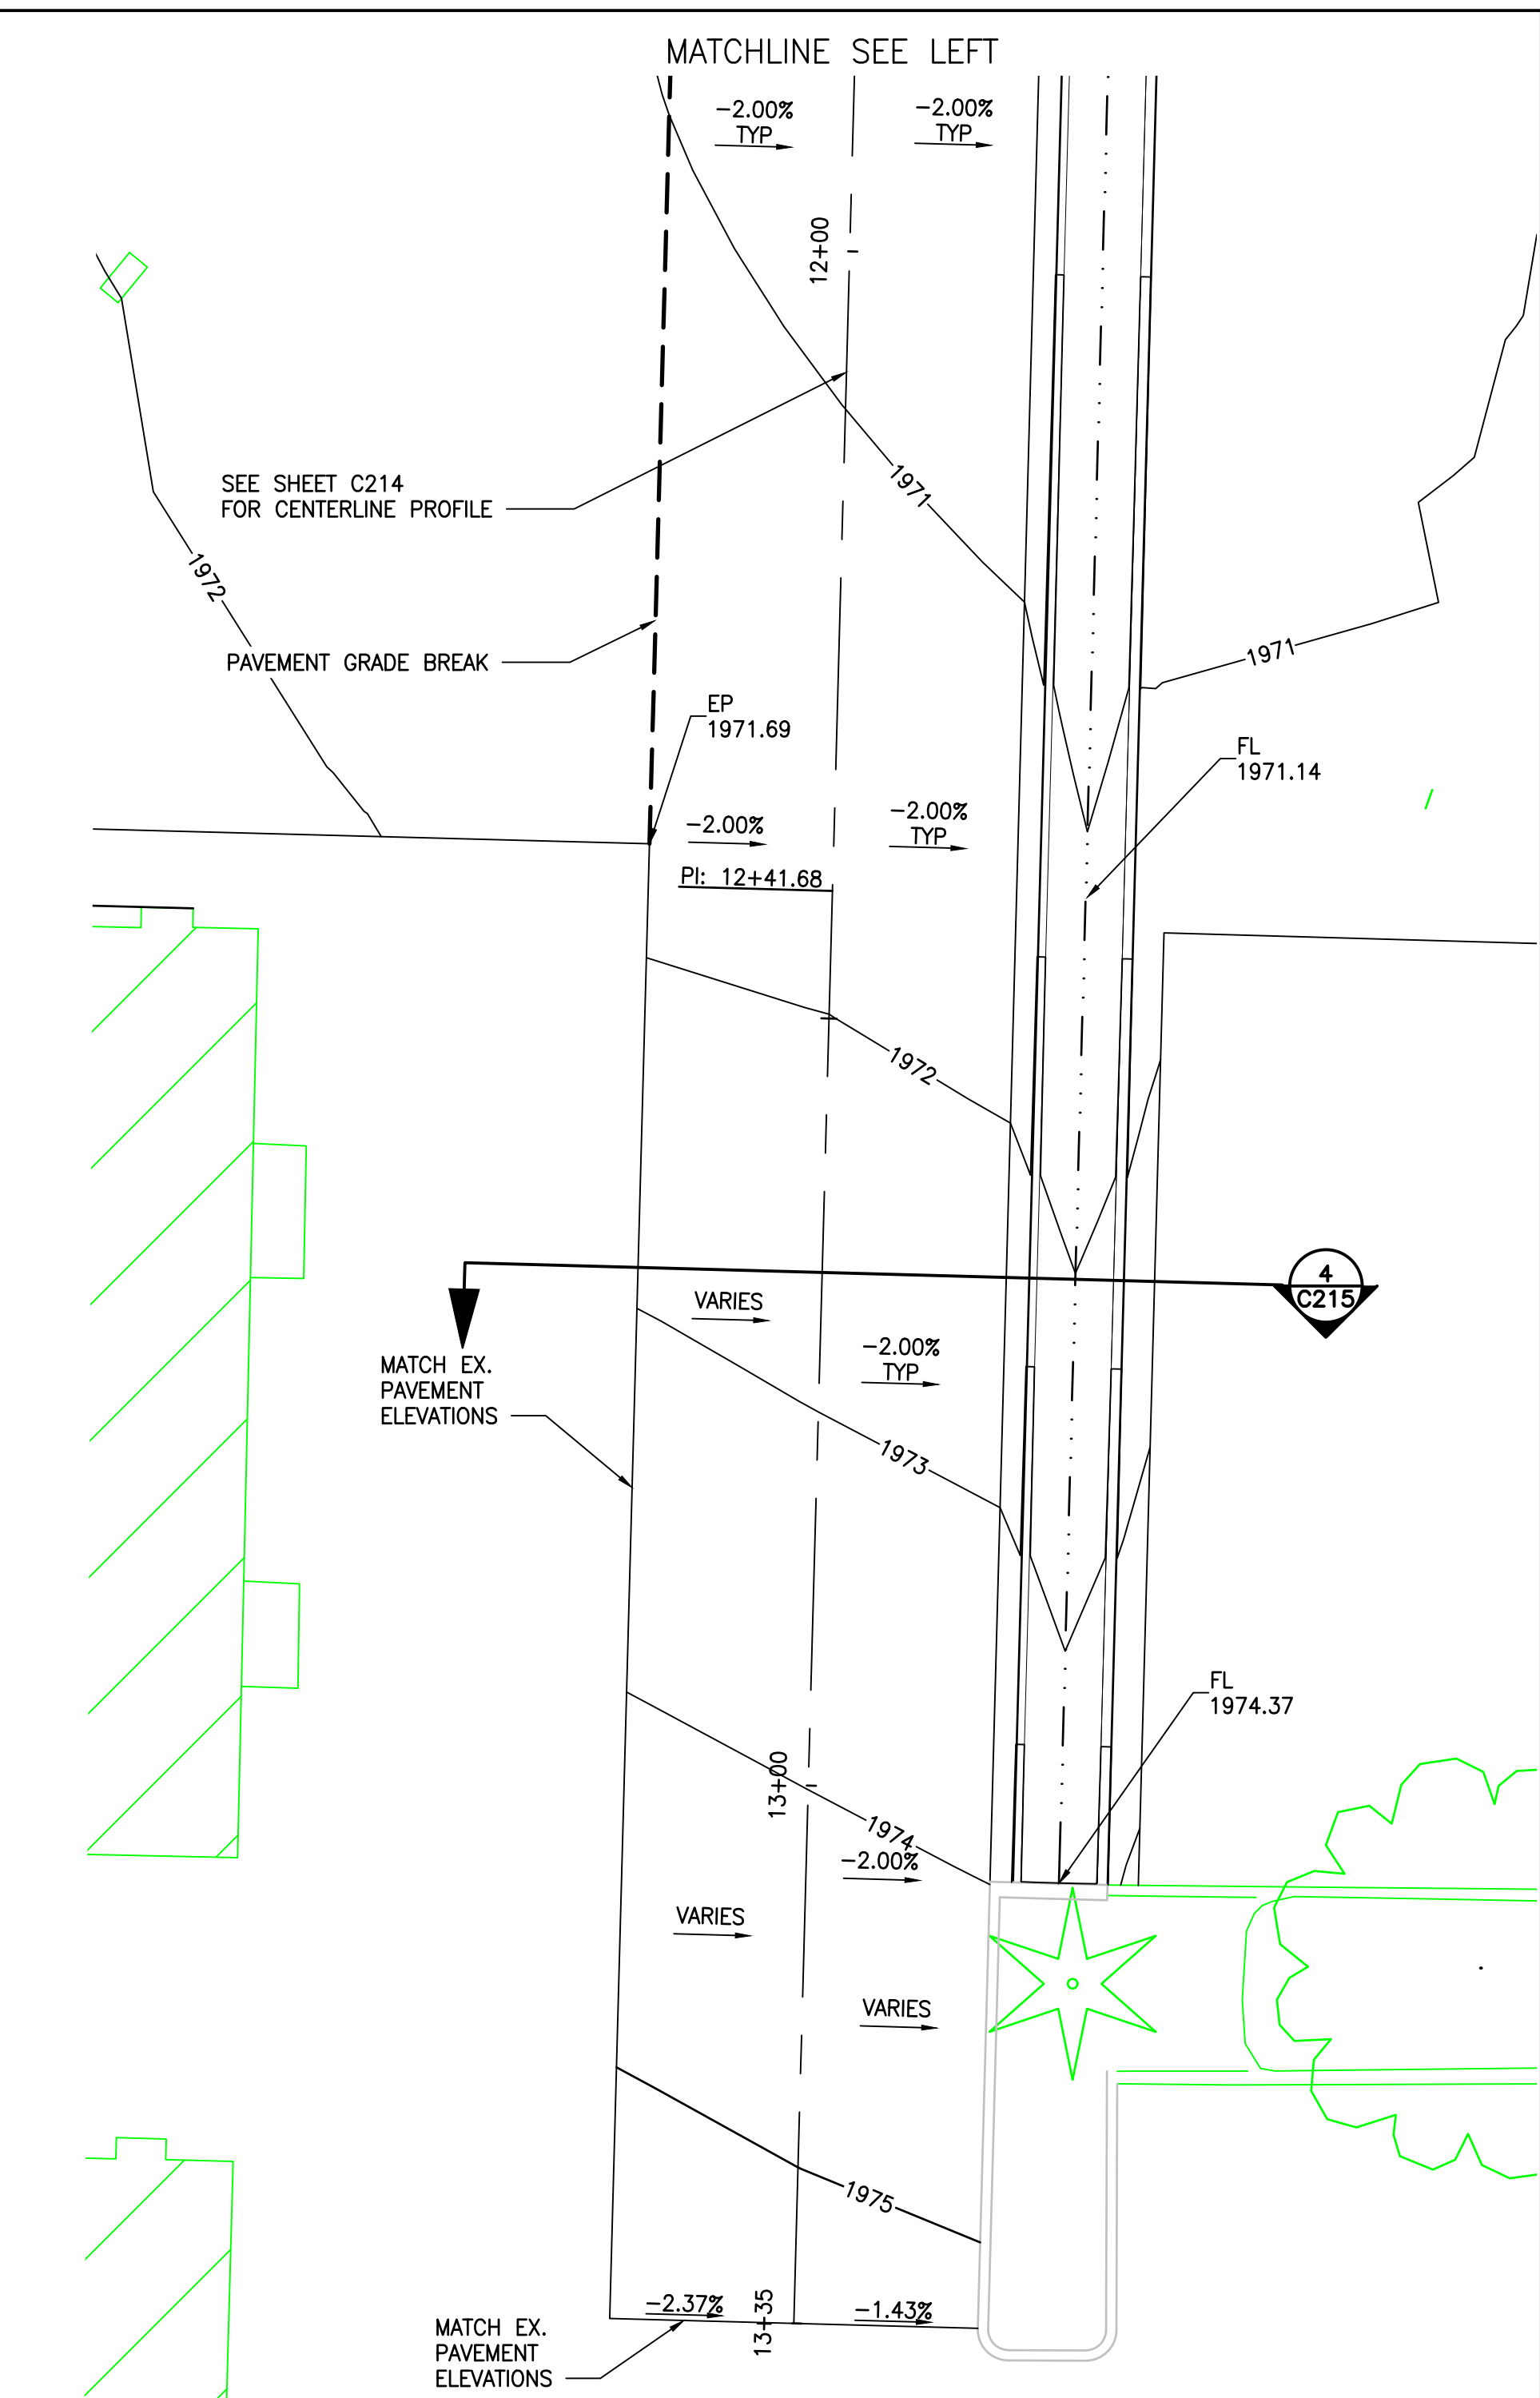 MATCHLINE SEE LEFT
-2.00%
TYP
-2.00%
TYP
12+00
SEE SHEET C214
FOR CENTERLINE PROFILE
1971
1972
PAVEMENT GRADE BREAK
1971
EP
1971.69
FL
1971.14
-2.00%
-2.00%
TYP
PI: 12+41.68
1972
4
C215
VARIES
-2.00%
TYP
MATCH EX.
PAVEMENT
ELEVATIONS
1973
FL
1974.37
13+00
1974
-2.00%
VARIES
VARIES
1975
-2.37%
13+35
-1.43%
MATCH EX.
PAVEMENT
ELEVATIONS